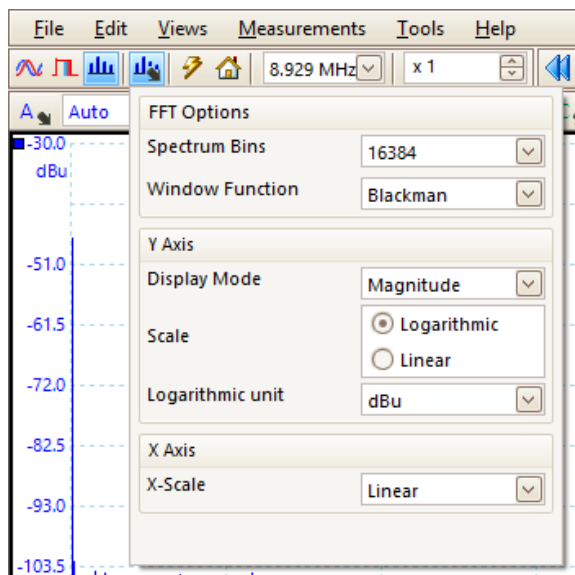 File Edit Views Measurements Tools Help
8.929 MHz x 1
A Auto
FFT Options
-30.0
dBu
Spectrum Bins 16384
Window Function Blackman
Y Axis
-51.0
Display Mode Magnitude
-61.5
Scale Logarithmic
Linear
-72.0
Logarithmic unit dBu
-82.5
X Axis
X-Scale Linear
-93.0
-103.5